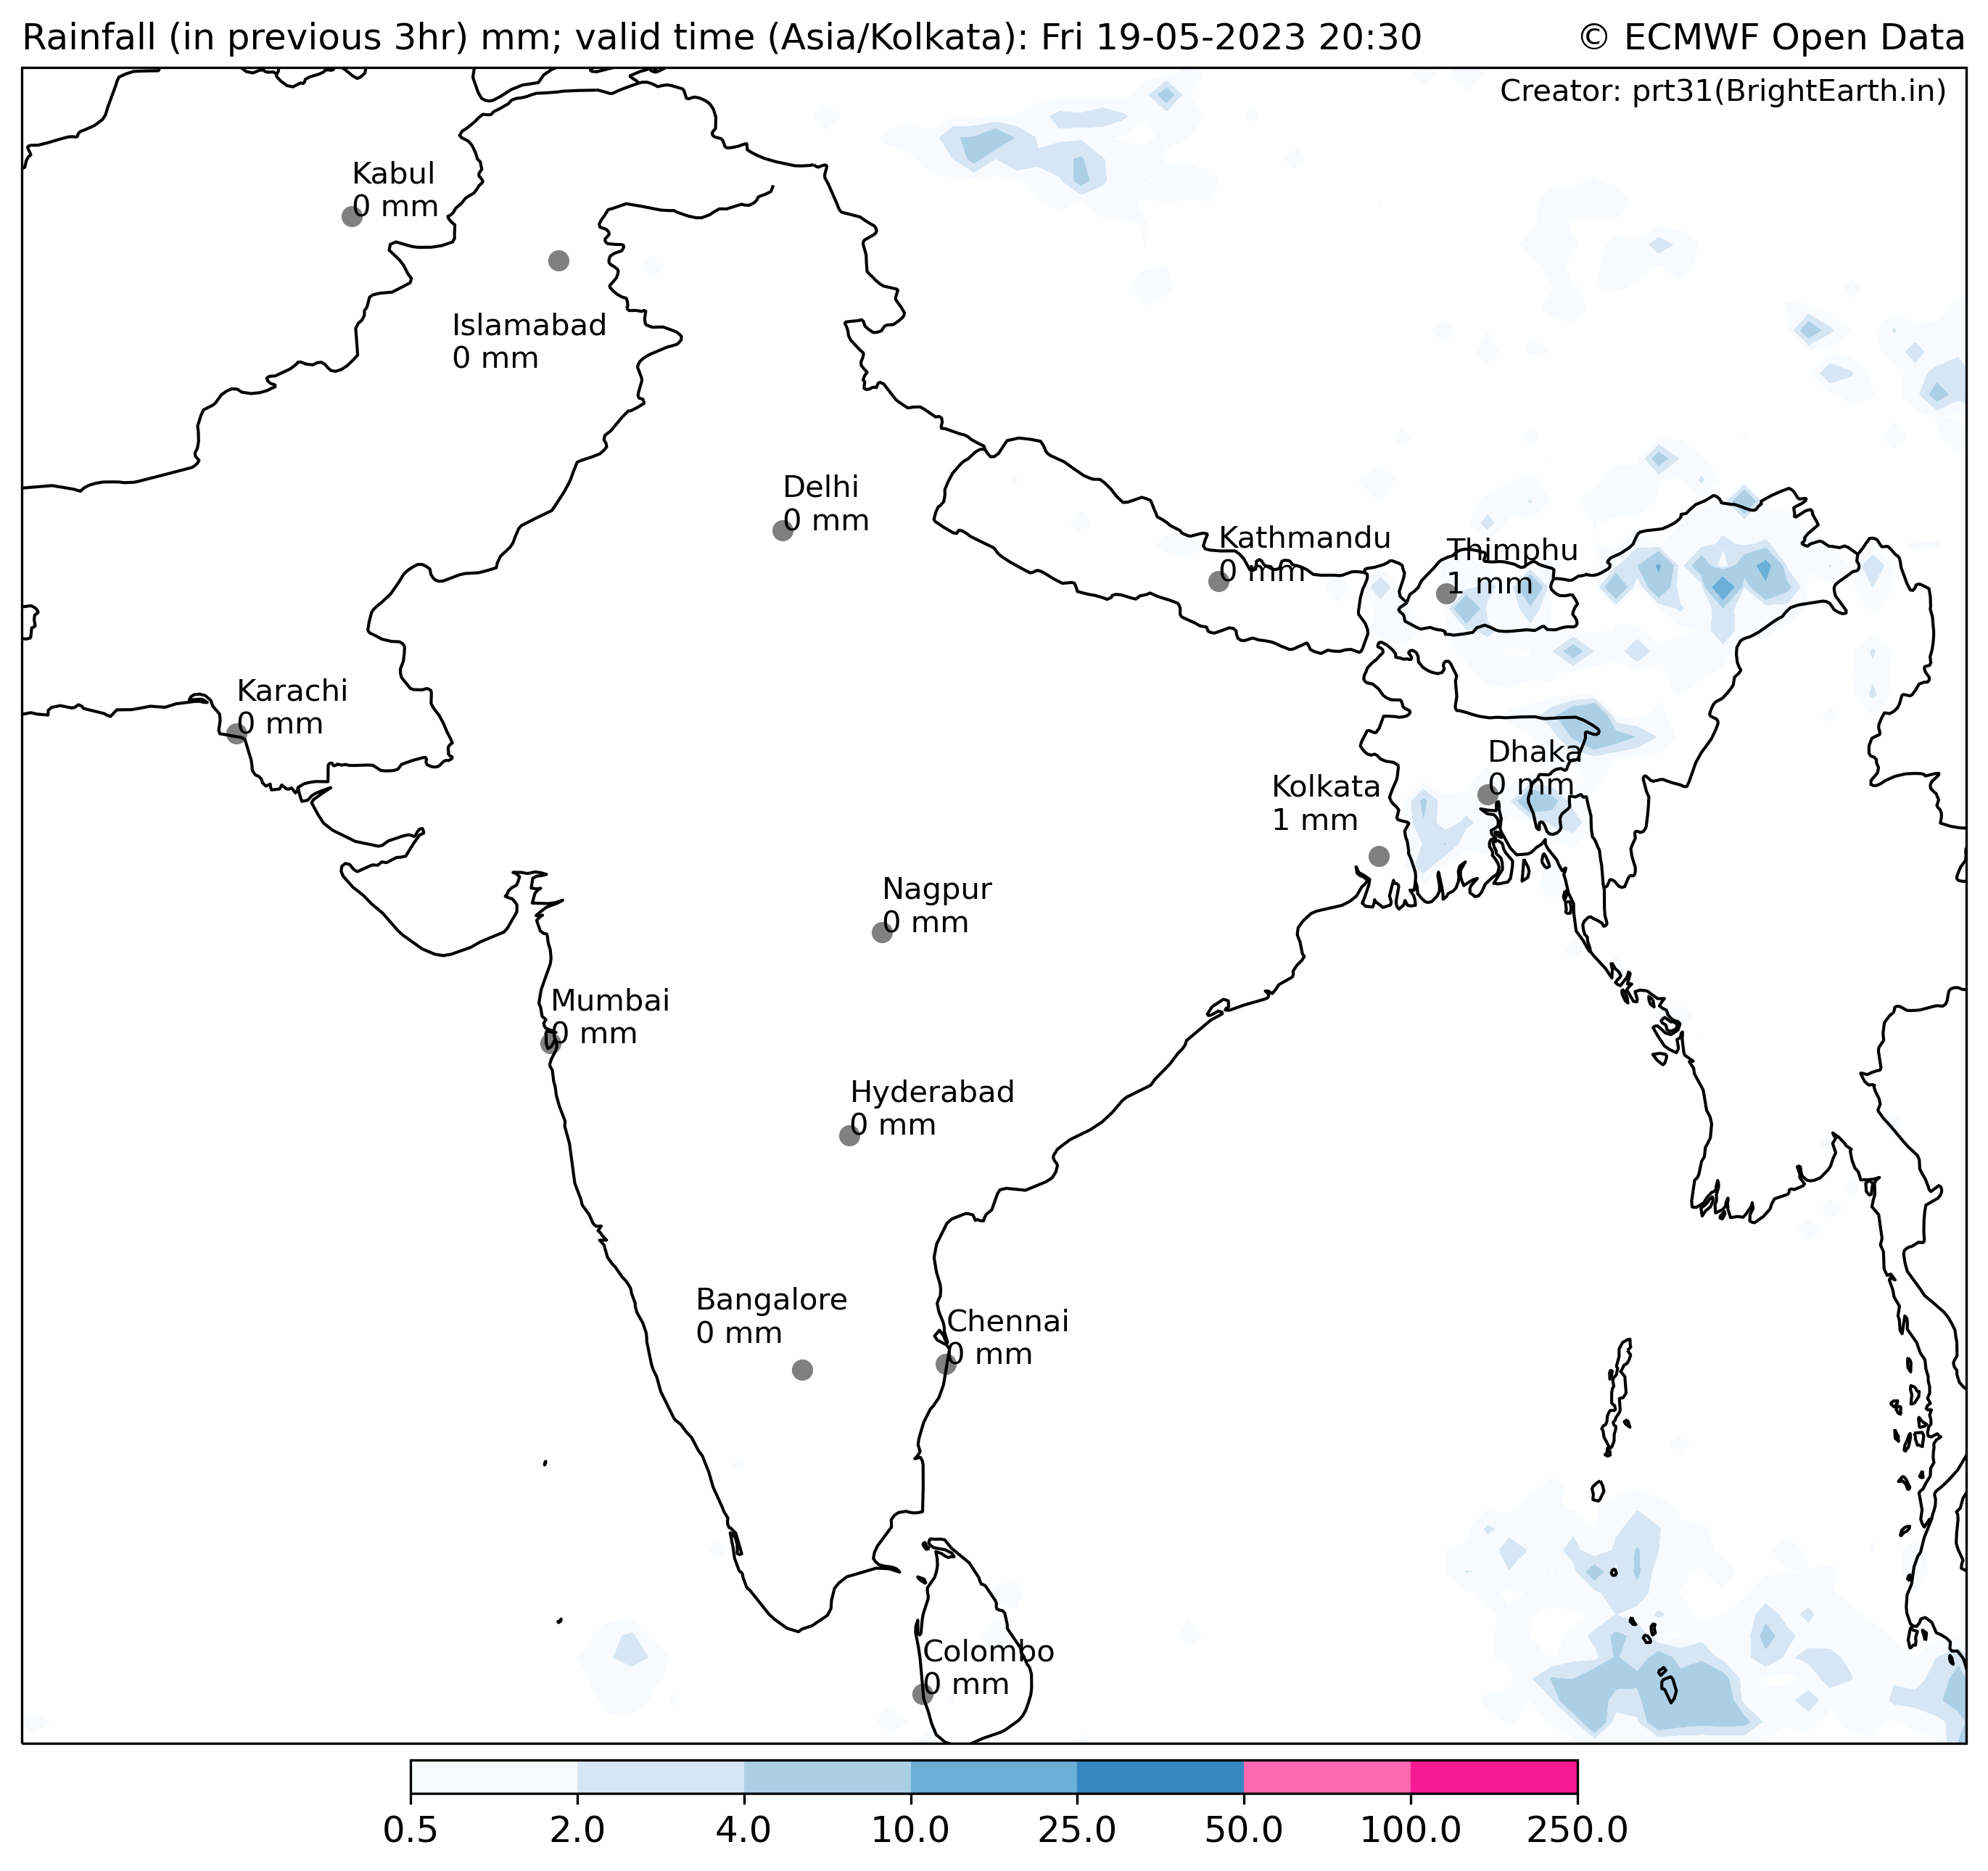 Rainfall (in previous 3hr) mm; valid time (Asia/Kolkata): Fri 19-05-2023 20:30
© ECMWF Open Data
Creator: prt31(BrightEarth.in)
Kabul
0 mm
Islamabad
0 mm
Delhi
0 mm
Kathmandu
0 mm
Thimphu
1 mm
Karachi
0 mm
Dhaka
0 mm
Kolkata
1 mm
Nagpur
0 mm
Mumbai
0 mm
Hyderabad
0 mm
Bangalore
0 mm
Chennai
0 mm
Colombo
0 mm
0.5 2.0 4.0 10.0 25.0 50.0 100.0 250.0